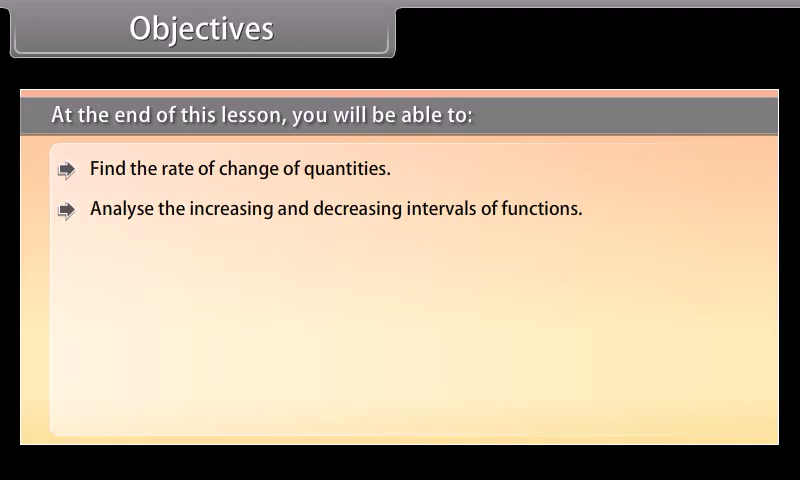 Objectives
At the end of this lesson, you will be able to:
Find the rate of change of quantities.
Analyse the increasing and decreasing intervals of functions.